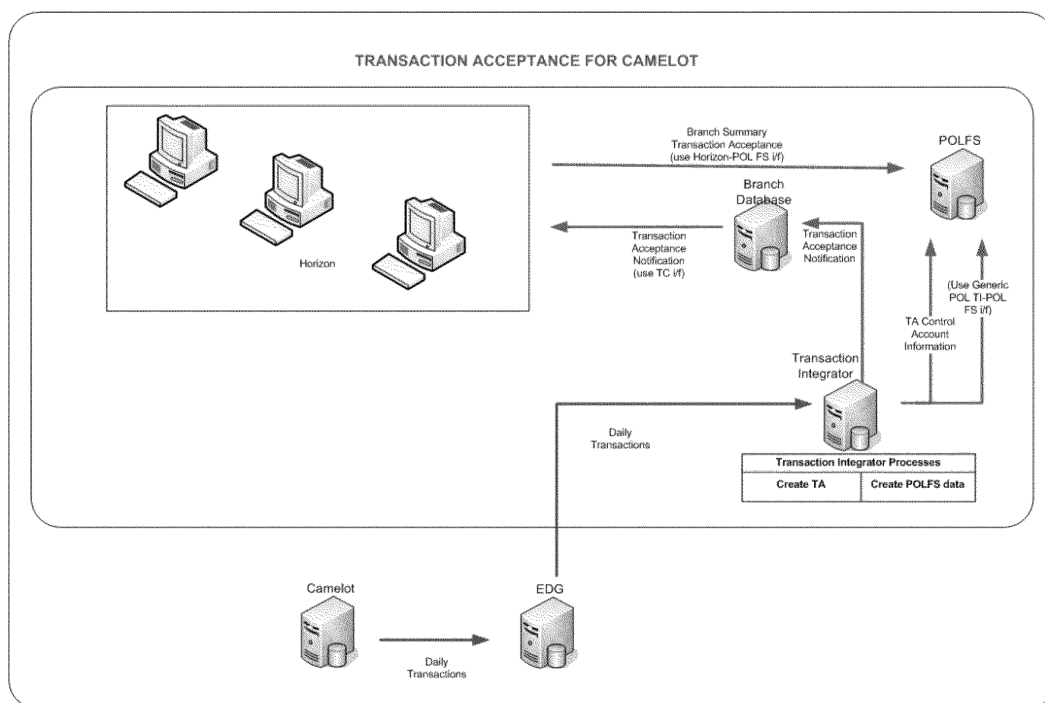 TRANSACTION ACCEPTANCE FOR CAMELOT
Branch Summary
Transaction Acceptance
(use Horizon-POL FS i/f)
POLFS
Branch
Database
Transaction
Acceptance
Notification
(use TC i/f)
Transaction
Acceptance
Notification
Horizon
(Use Generic
POL TI-POL
FS i/f)
TA Control
Account
Information
Transaction
Integrator
Daily
Transactions
Transaction Integrator Processes
Create TA
Create POLFS data
Camelot
EDG
Daily
Transactions